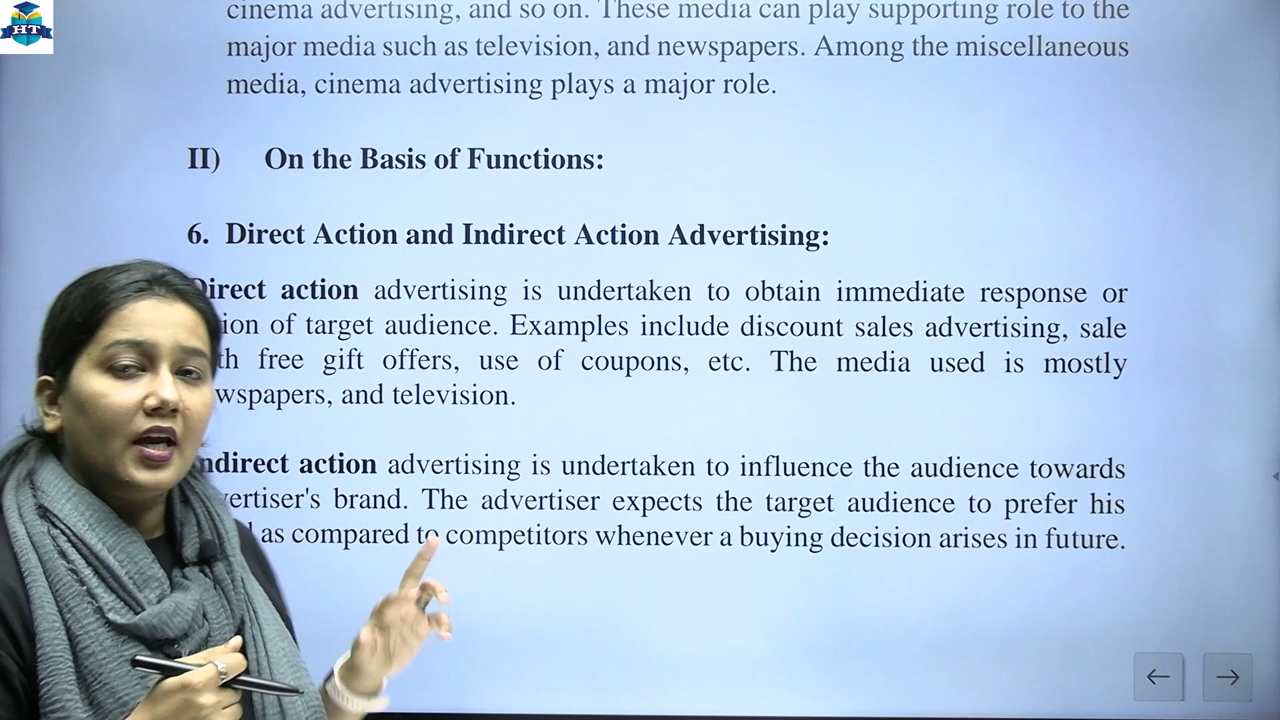 HT
cinema advertising, and so on. These media can play supporting role to the
major media such as television, and newspapers. Among the miscellaneous
media, cinema advertising plays a major role.
II) On the Basis of Functions:
6. Direct Action and Indirect Action Advertising:
Direct action advertising is undertaken to obtain immediate response or
ion of target audience. Examples include discount sales advertising, sale
th free gift offers, use of coupons, etc. The media used is mostly
wspapers, and television.
ndirect action advertising is undertaken to influence the audience towards
vertiser's brand. The advertiser expects the target audience to prefer his
as compared to competitors whenever a buying decision arises in future.